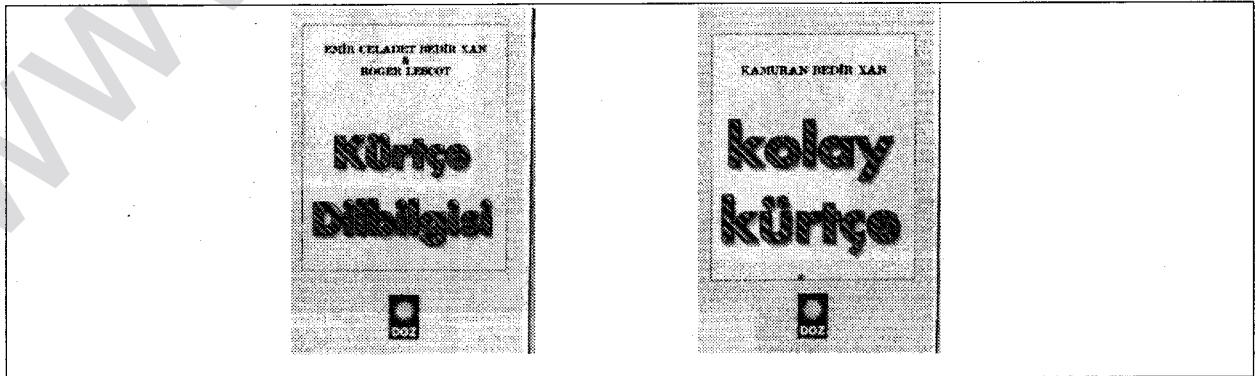 EMİR CELADET BEDİR XAN
&
ROGER LESCOT
Kürtçe
Dilbilgisi
DOZ
KAMURAN BEDİR XAN
kolay
kürtçe
DOZ